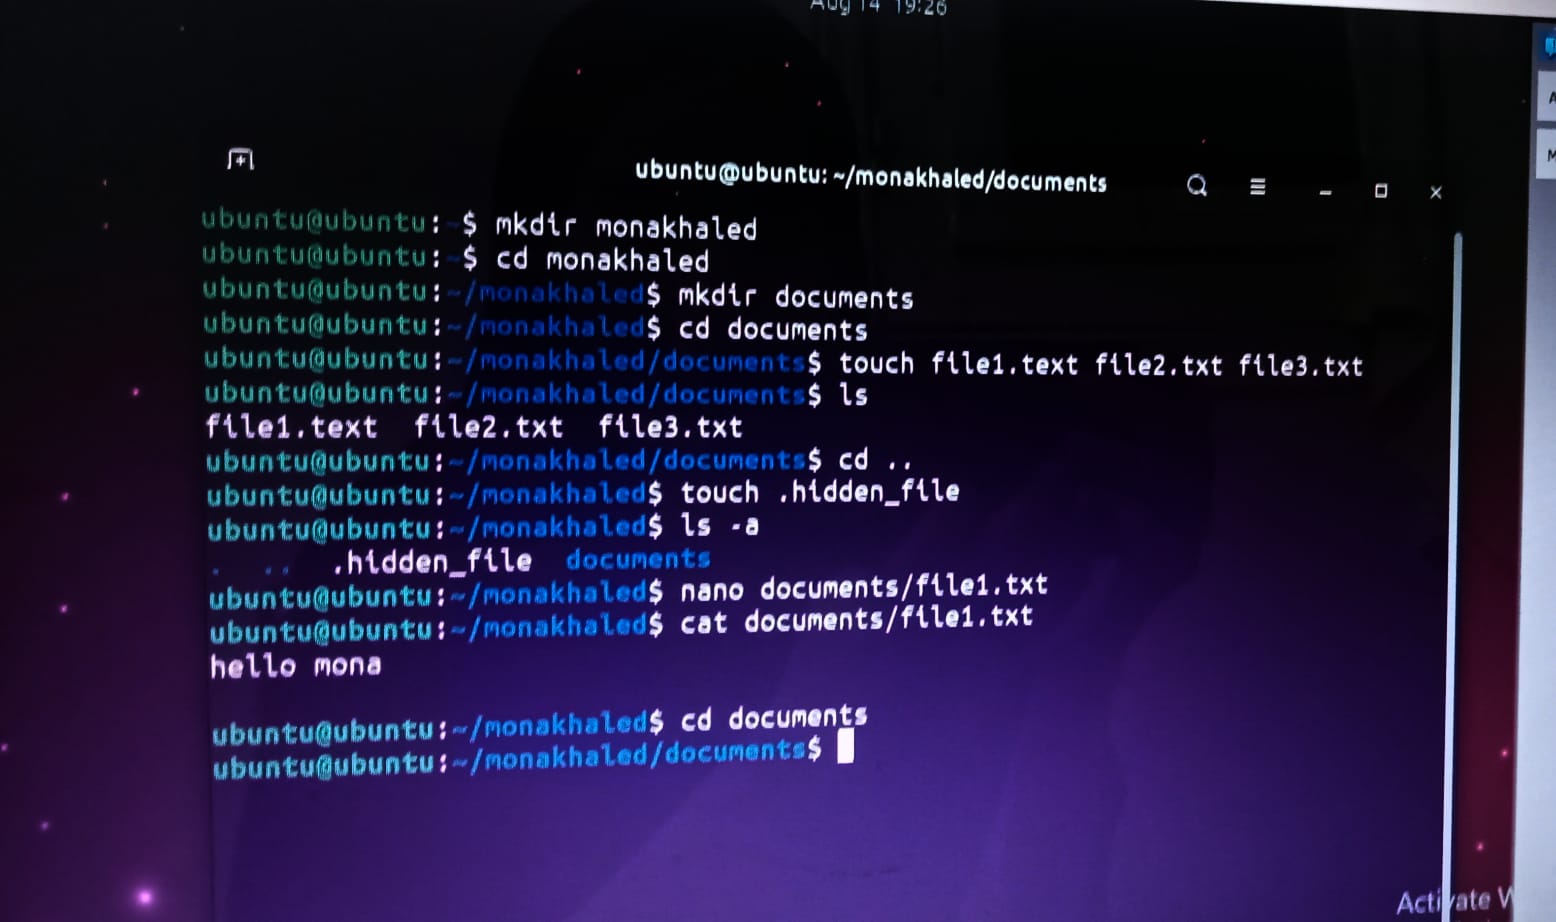 Aug 14 19:26
ubuntu@ubuntu: ~/monakhaled/documents
ubuntu@ubuntu:~$ mkdir monakhaled
ubuntu@ubuntu:~$ cd monakhaled
ubuntu@ubuntu:~/monakhaled$ mkdir documents
ubuntu@ubuntu:~/monakhaled$ cd documents
ubuntu@ubuntu:~/monakhaled/documents$ touch file1.text file2.txt file3.txt
ubuntu@ubuntu:~/monakhaled/documents$ ls
file1.text file2.txt file3.txt
ubuntu@ubuntu:~/monakhaled/documents$ cd ..
ubuntu@ubuntu:~/monakhaled$ touch .hidden_file
ubuntu@ubuntu:~/monakhaled$ ls -a
. .. .hidden_file documents
ubuntu@ubuntu:~/monakhaled$ nano documents/file1.txt
ubuntu@ubuntu:~/monakhaled$ cat documents/file1.txt
hello mona
ubuntu@ubuntu:~/monakhaled$ cd documents
ubuntu@ubuntu:~/monakhaled/documents$
Activate W